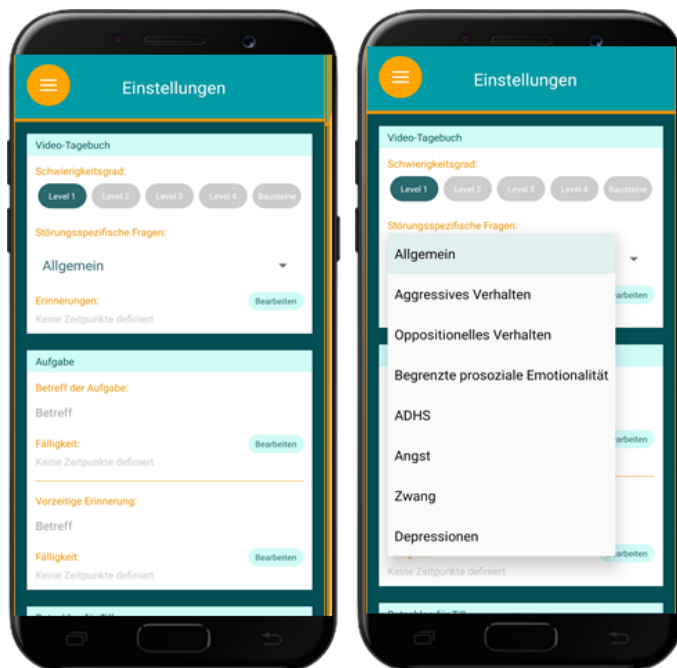 Einstellungen
Video-Tagebuch
Schwierigkeitsgrad:
Level 1 Level 2 Level 3 Level 4 Bausteine
Störungsspezifische Fragen:
Allgemein
Erinnerungen: Bearbeiten
Keine Zeitpunkte definiert
Aufgabe
Betreff der Aufgabe:
Betreff
Fälligkeit: Bearbeiten
Keine Zeitpunkte definiert
Vorzeitige Erinnerung:
Betreff
Fälligkeit: Bearbeiten
Keine Zeitpunkte definiert
Einstellungen
Video-Tagebuch
Schwierigkeitsgrad:
Level 1 Level 2 Level 3 Level 4 Bausteine
Störungsspezifische Fragen:
Allgemein
Aggressives Verhalten
Oppositionelles Verhalten
Begrenzte prosoziale Emotionalität
ADHS
Angst
Zwang
Depressionen
Keine Zeitpunkte definiert